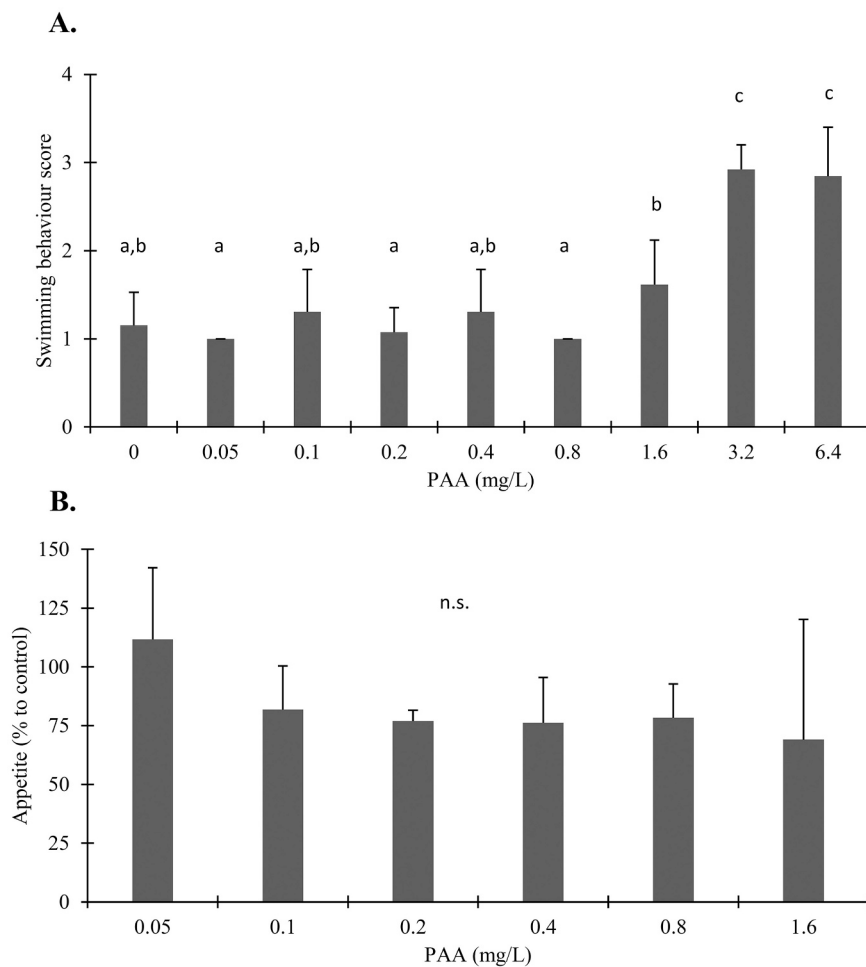 A.
Swimming behaviour score
4
3
2
1
0
a,b
a
a,b
a
a,b
a
b
c
c
0 0.05 0.1 0.2 0.4 0.8 1.6 3.2 6.4
PAA (mg/L)
B.
Appetite (% to control)
150
125
100
75
50
25
0
n.s.
0.05 0.1 0.2 0.4 0.8 1.6
PAA (mg/L)